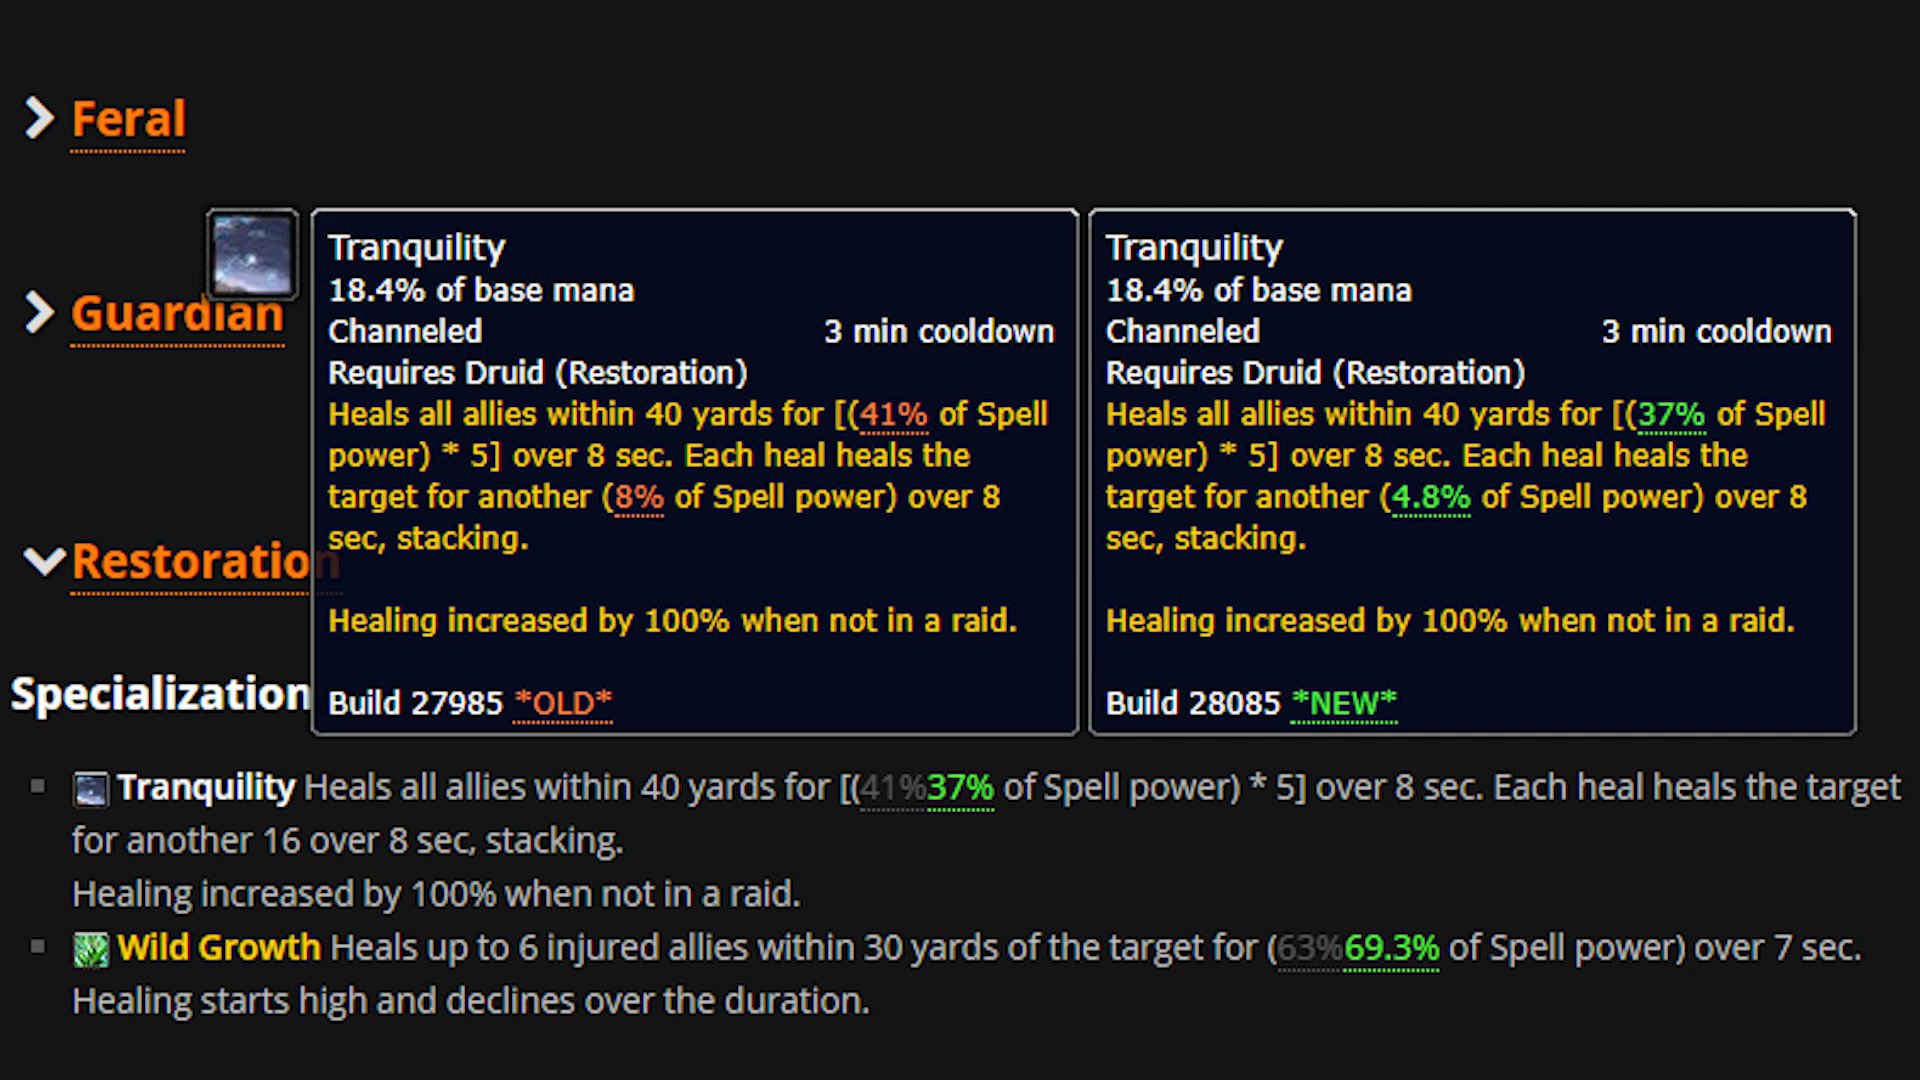 Feral
Guardian
Restoration
Specialization
Tranquility
18.4% of base mana
Channeled 3 min cooldown
Requires Druid (Restoration)
Heals all allies within 40 yards for [(41% of Spell
power) * 5] over 8 sec. Each heal heals the
target for another (8% of Spell power) over 8
sec, stacking.
Healing increased by 100% when not in a raid.
Build 27985 *OLD*
Tranquility
18.4% of base mana
Channeled 3 min cooldown
Requires Druid (Restoration)
Heals all allies within 40 yards for [(37% of Spell
power) * 5] over 8 sec. Each heal heals the
target for another (4.8% of Spell power) over 8
sec, stacking.
Healing increased by 100% when not in a raid.
Build 28085 *NEW*
Tranquility Heals all allies within 40 yards for [(41%37% of Spell power) * 5] over 8 sec. Each heal heals the target
for another 16 over 8 sec, stacking.
Healing increased by 100% when not in a raid.
Wild Growth Heals up to 6 injured allies within 30 yards of the target for (63%69.3% of Spell power) over 7 sec.
Healing starts high and declines over the duration.